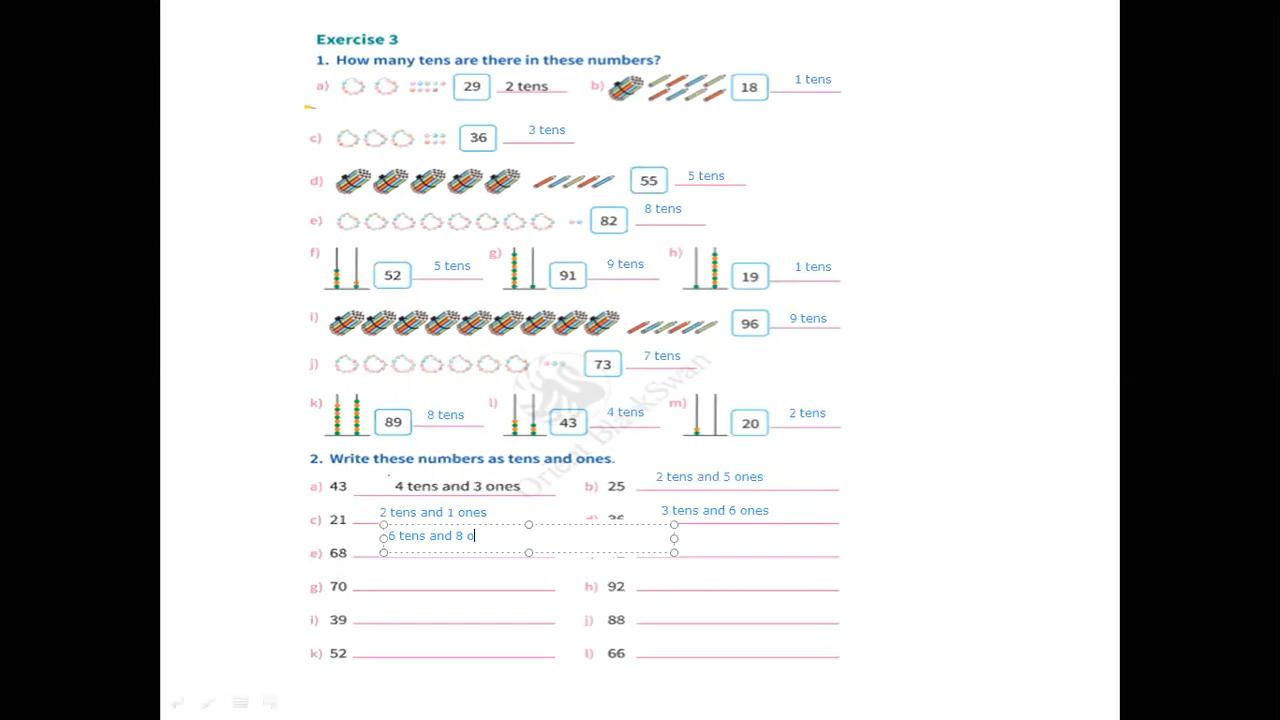 Exercise 3
1. How many tens are there in these numbers?
a) 29 2 tens b) 18 1 tens
c) 36 3 tens
d) 55 5 tens
e) 82 8 tens
f) 52 5 tens g) 91 9 tens h) 19 1 tens
i) 96 9 tens
j) 73 7 tens
k) 89 8 tens l) 43 4 tens m) 20 2 tens
Orient BlackSwan
2. Write these numbers as tens and ones.
a) 43 4 tens and 3 ones b) 25 2 tens and 5 ones
c) 21 2 tens and 1 ones 3 tens and 6 ones
e) 68 6 tens and 8 o
g) 70 h) 92
i) 39 j) 88
k) 52 l) 66